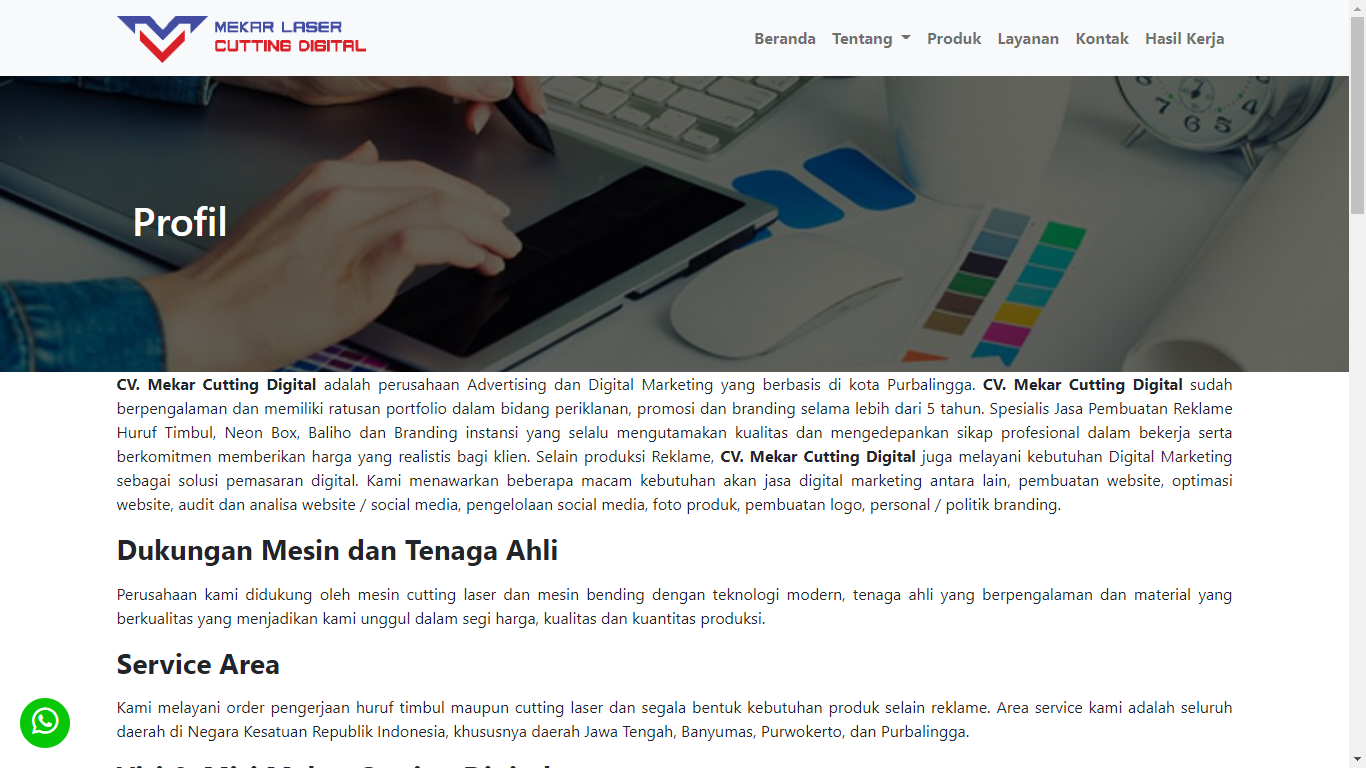 MEKAR LASER
CUTTING DIGITAL
Beranda Tentang Produk Layanan Kontak Hasil Kerja
Profil
CV. Mekar Cutting Digital adalah perusahaan Advertising dan Digital Marketing yang berbasis di kota Purbalingga. CV. Mekar Cutting Digital sudah
berpengalaman dan memiliki ratusan portfolio dalam bidang periklanan, promosi dan branding selama lebih dari 5 tahun. Spesialis Jasa Pembuatan Reklame
Huruf Timbul, Neon Box, Baliho dan Branding instansi yang selalu mengutamakan kualitas dan mengedepankan sikap profesional dalam bekerja serta
berkomitmen memberikan harga yang realistis bagi klien. Selain produksi Reklame, CV. Mekar Cutting Digital juga melayani kebutuhan Digital Marketing
sebagai solusi pemasaran digital. Kami menawarkan beberapa macam kebutuhan akan jasa digital marketing antara lain, pembuatan website, optimasi
website, audit dan analisa website / social media, pengelolaan social media, foto produk, pembuatan logo, personal / politik branding.
Dukungan Mesin dan Tenaga Ahli
Perusahaan kami didukung oleh mesin cutting laser dan mesin bending dengan teknologi modern, tenaga ahli yang berpengalaman dan material yang
berkualitas yang menjadikan kami unggul dalam segi harga, kualitas dan kuantitas produksi.
Service Area
Kami melayani order pengerjaan huruf timbul maupun cutting laser dan segala bentuk kebutuhan produk selain reklame. Area service kami adalah seluruh
daerah di Negara Kesatuan Republik Indonesia, khususnya daerah Jawa Tengah, Banyumas, Purwokerto, dan Purbalingga.
Visi & Misi Mekar Cutting Digital